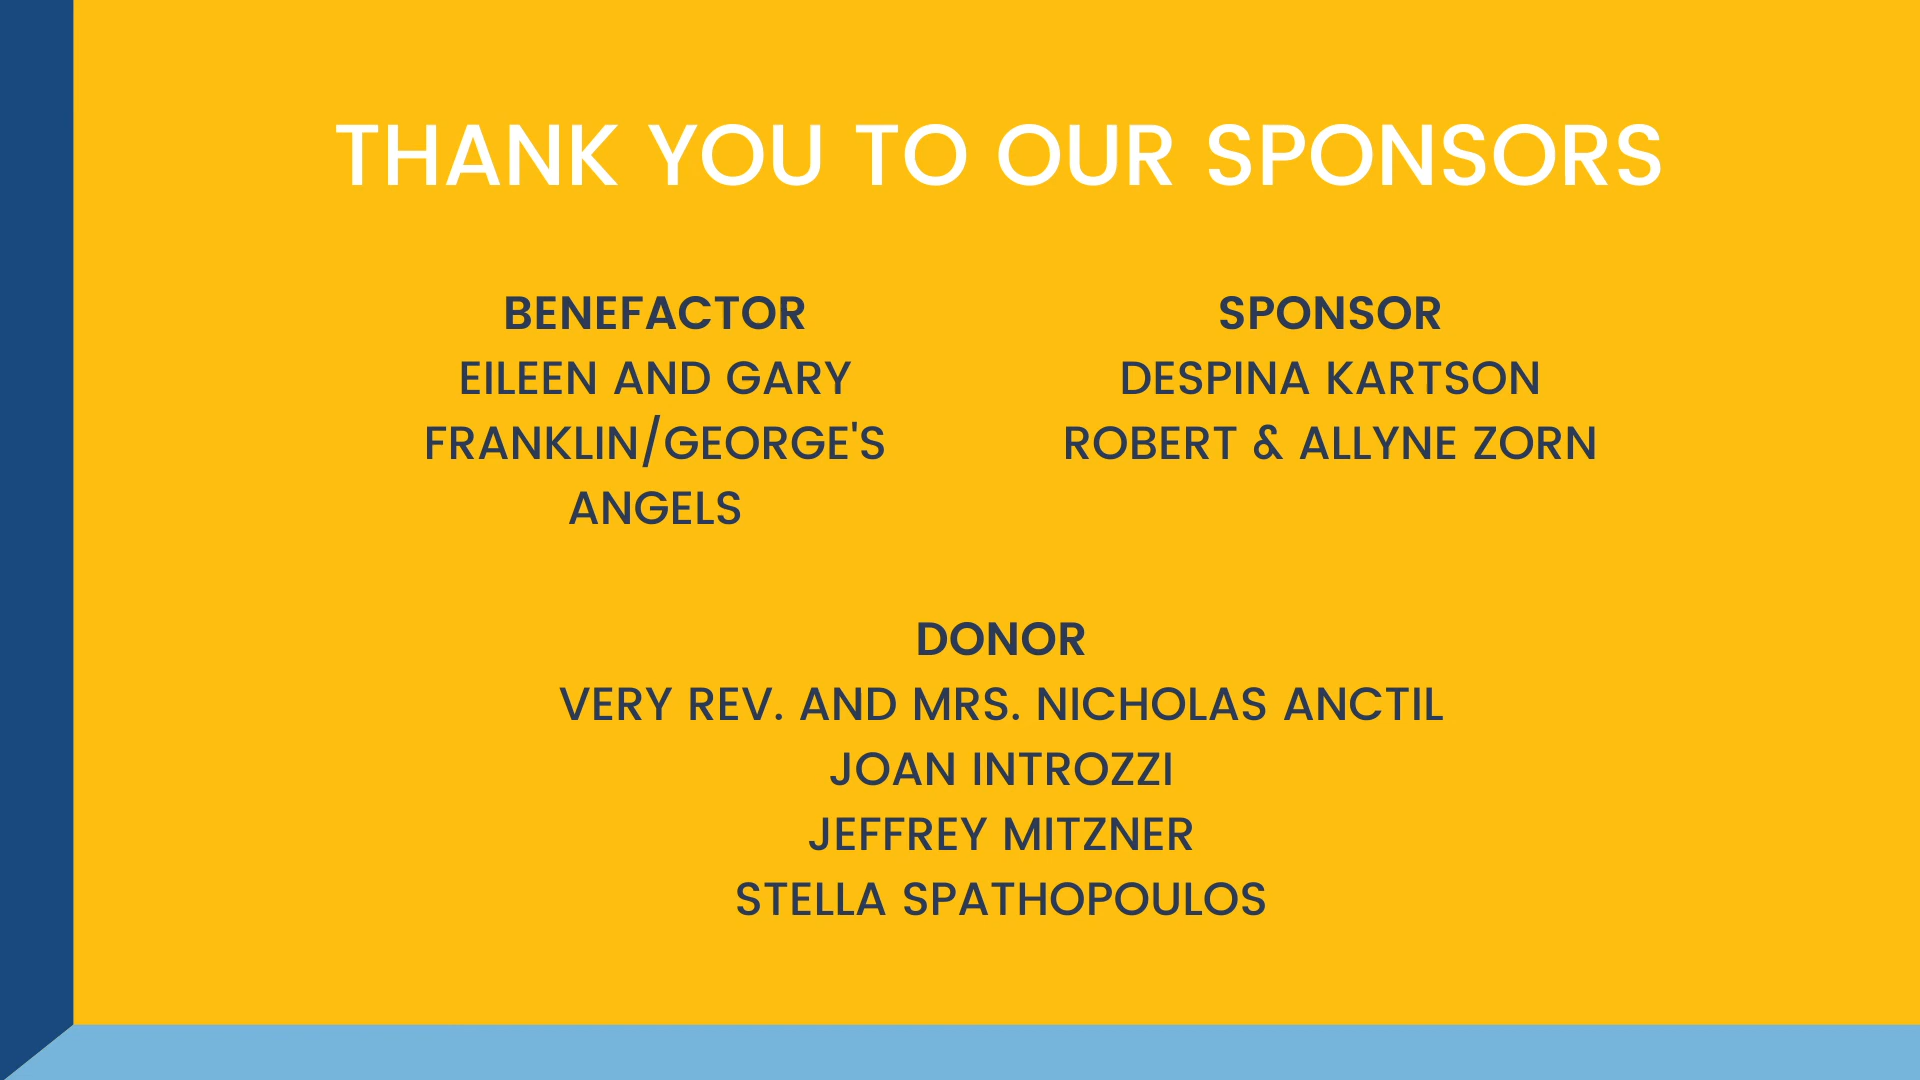 THANK YOU TO OUR SPONSORS
BENEFACTOR
EILEEN AND GARY
FRANKLIN/GEORGE'S
ANGELS
SPONSOR
DESPINA KARTSON
ROBERT & ALLYNE ZORN
DONOR
VERY REV. AND MRS. NICHOLAS ANCTIL
JOAN INTROZZI
JEFFREY MITZNER
STELLA SPATHOPOULOS